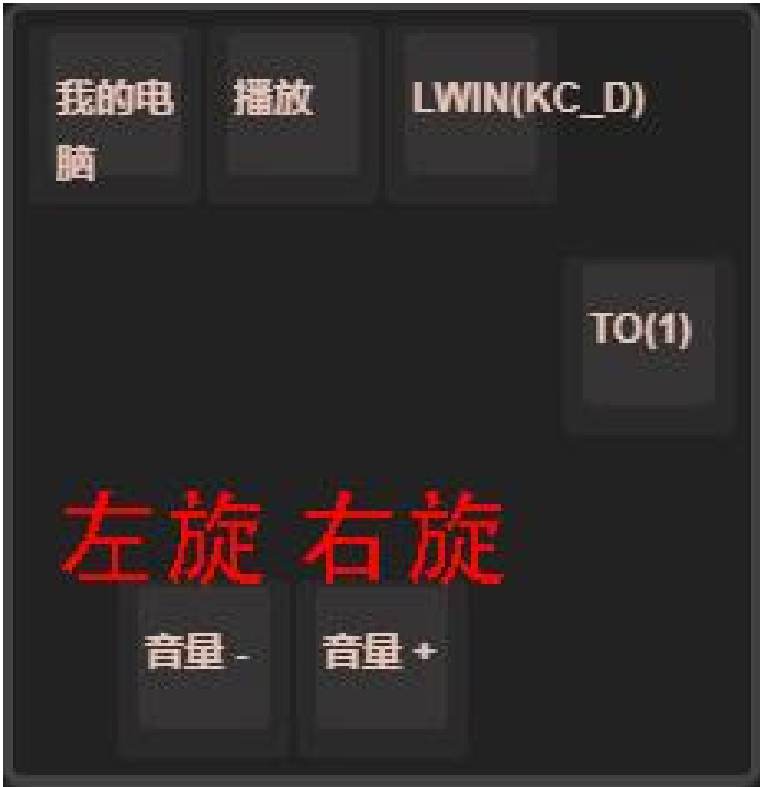 我的电
脑
播放
LWIN(KC_D)
TO(1)
左旋 右旋
音量 -
音量 +